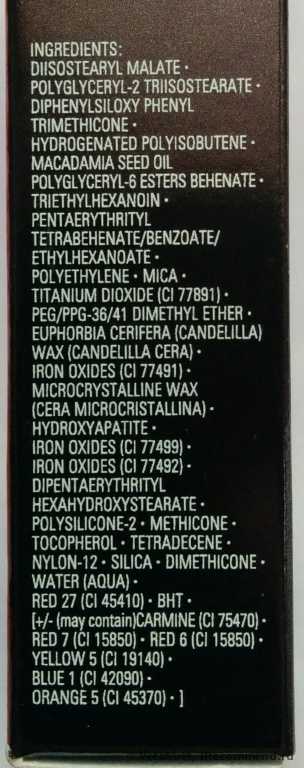 INGREDIENTS:
DIISOSTEARYL MALATE •
POLYGLYCERYL-2 TRIISOSTEARATE •
DIPHENYLSILOXY PHENYL
TRIMETHICONE •
HYDROGENATED POLYISOBUTENE •
MACADAMIA SEED OIL
POLYGLYCERYL-6 ESTERS BEHENATE •
TRIETHYLHEXANOIN •
PENTAERYTHRITYL
TETRABEHENATE/BENZOATE/
ETHYLHEXANOATE •
POLYETHYLENE • MICA •
TITANIUM DIOXIDE (CI 77891) •
PEG/PPG-36/41 DIMETHYL ETHER •
EUPHORBIA CERIFERA (CANDELILLA)
WAX (CANDELILLA CERA) •
IRON OXIDES (CI 77491) •
MICROCRYSTALLINE WAX
(CERA MICROCRISTALLINA) •
HYDROXYAPATITE •
IRON OXIDES (CI 77499) •
IRON OXIDES (CI 77492) •
DIPENTAERYTHRITYL
HEXAHYDROXYSTEARATE •
POLYSILICONE-2 • METHICONE •
TOCOPHEROL • TETRADECENE •
NYLON-12 • SILICA • DIMETHICONE •
WATER (AQUA) •
RED 27 (CI 45410) • BHT •
[+/- (may contain)CARMINE (CI 75470) •
RED 7 (CI 15850) • RED 6 (CI 15850) •
YELLOW 5 (CI 19140) •
BLUE 1 (CI 42090) •
ORANGE 5 (CI 45370) • ]